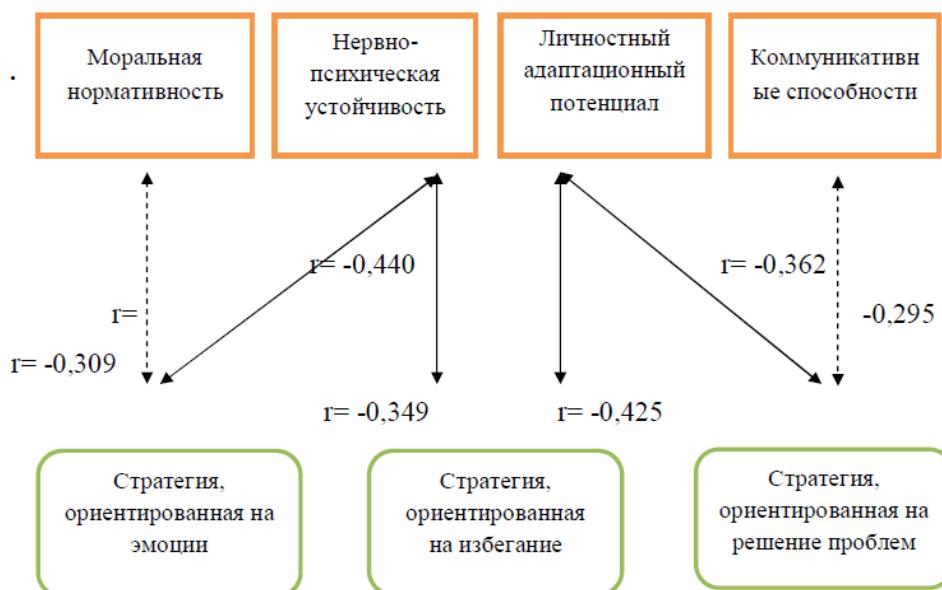 .
Моральная
нормативность
Нервно-
психическая
устойчивость
Личностный
адаптационный
потенциал
Коммуникативн
ые способности
r= -0,440
r= -0,362
r=
-0,295
r= -0,309
r= -0,349
r= -0,425
Стратегия,
ориентированная на
эмоции
Стратегия,
ориентированная
на избегание
Стратегия,
ориентированная на
решение проблем